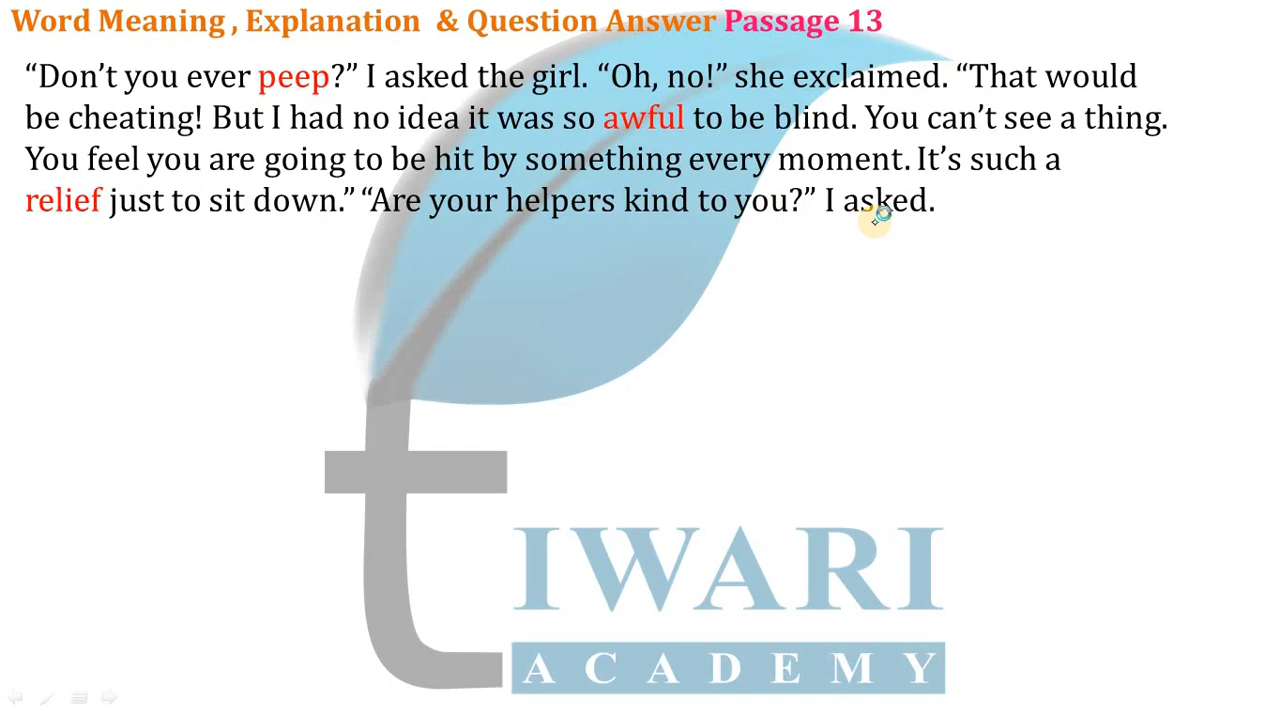 Word Meaning , Explanation & Question Answer Passage 13
“Don’t you ever peep?” I asked the girl. “Oh, no!” she exclaimed. “That would
be cheating! But I had no idea it was so awful to be blind. You can’t see a thing.
You feel you are going to be hit by something every moment. It’s such a
relief just to sit down.” “Are your helpers kind to you?” I asked.
tIWARI
ACADEMY